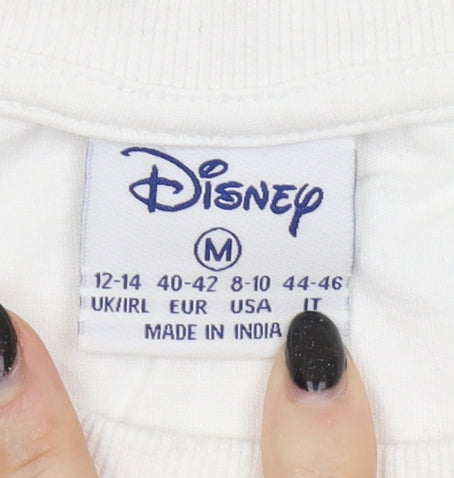 Disney
M
12-14 40-42 8-10 44-46
UK/IRL EUR USA IT
MADE IN INDIA